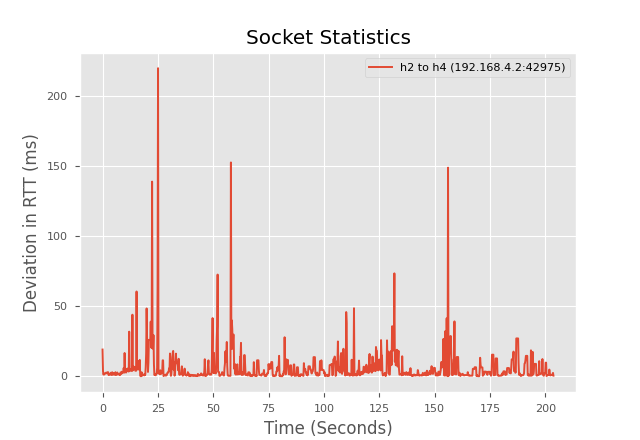 Socket Statistics
h2 to h4 (192.168.4.2:42975)
Deviation in RTT (ms)
200
150
100
50
0
0 25 50 75 100 125 150 175 200
Time (Seconds)